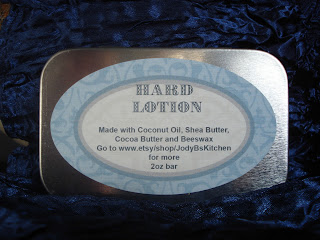 HARD
LOTION
Made with Coconut Oil, Shea Butter,
Cocoa Butter and Beeswax
Go to www.etsy/shop/JodyBsKitchen
for more
2oz bar